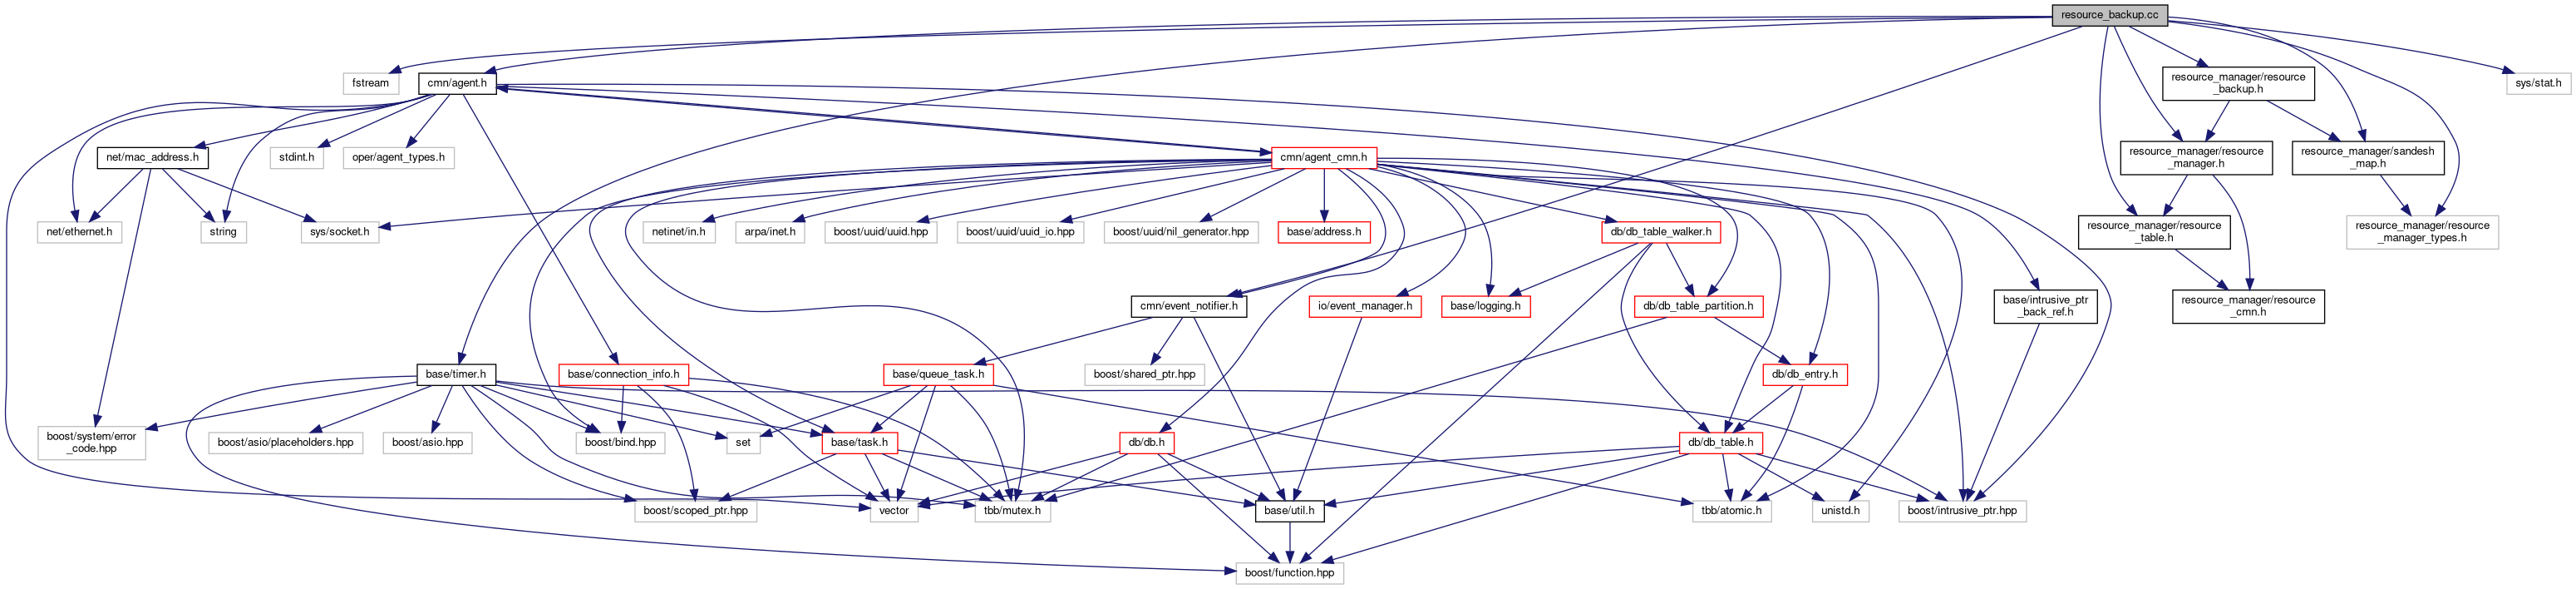 resource_backup.cc
fstream
cmn/agent.h
resource_manager/resource
_backup.h
sys/stat.h
net/mac_address.h
stdint.h
oper/agent_types.h
cmn/agent_cmn.h
resource_manager/resource
_manager.h
resource_manager/sandesh
_map.h
net/ethernet.h
string
sys/socket.h
netinet/in.h
arpa/inet.h
boost/uuid/uuid.hpp
boost/uuid/uuid_io.hpp
boost/uuid/nil_generator.hpp
base/address.h
db/db_table_walker.h
resource_manager/resource
_table.h
resource_manager/resource
_manager_types.h
cmn/event_notifier.h
io/event_manager.h
base/logging.h
db/db_table_partition.h
base/intrusive_ptr
_back_ref.h
resource_manager/resource
_cmn.h
base/timer.h
base/connection_info.h
base/queue_task.h
boost/shared_ptr.hpp
db/db_entry.h
boost/system/error
_code.hpp
boost/asio/placeholders.hpp
boost/asio.hpp
boost/bind.hpp
set
base/task.h
db/db.h
db/db_table.h
boost/scoped_ptr.hpp
vector
tbb/mutex.h
base/util.h
tbb/atomic.h
unistd.h
boost/intrusive_ptr.hpp
boost/function.hpp